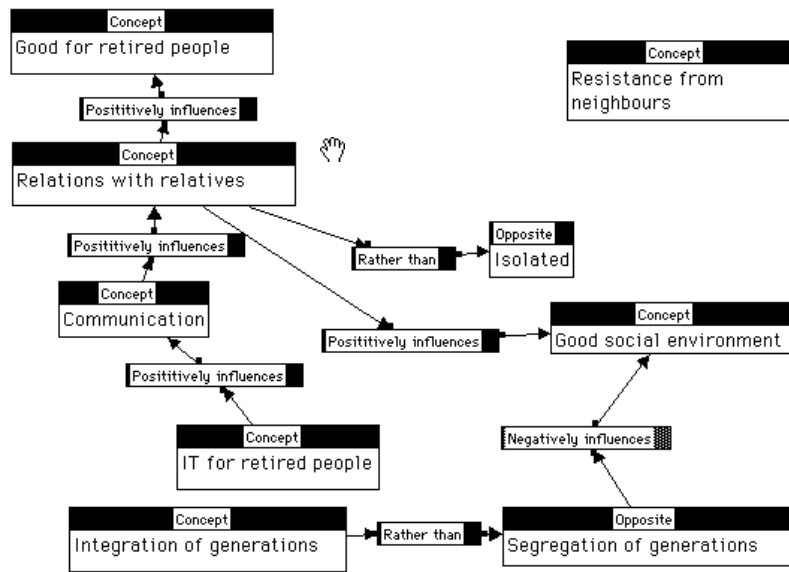 Concept
Good for retired people
Concept
Resistance from
neighbours
Posititively influences
Concept
Relations with relatives
Posititively influences
Rather than
Opposite
Isolated
Concept
Communication
Posititively influences
Concept
Good social environment
Posititively influences
Concept
IT for retired people
Negatively influences
Concept
Integration of generations
Rather than
Opposite
Segregation of generations